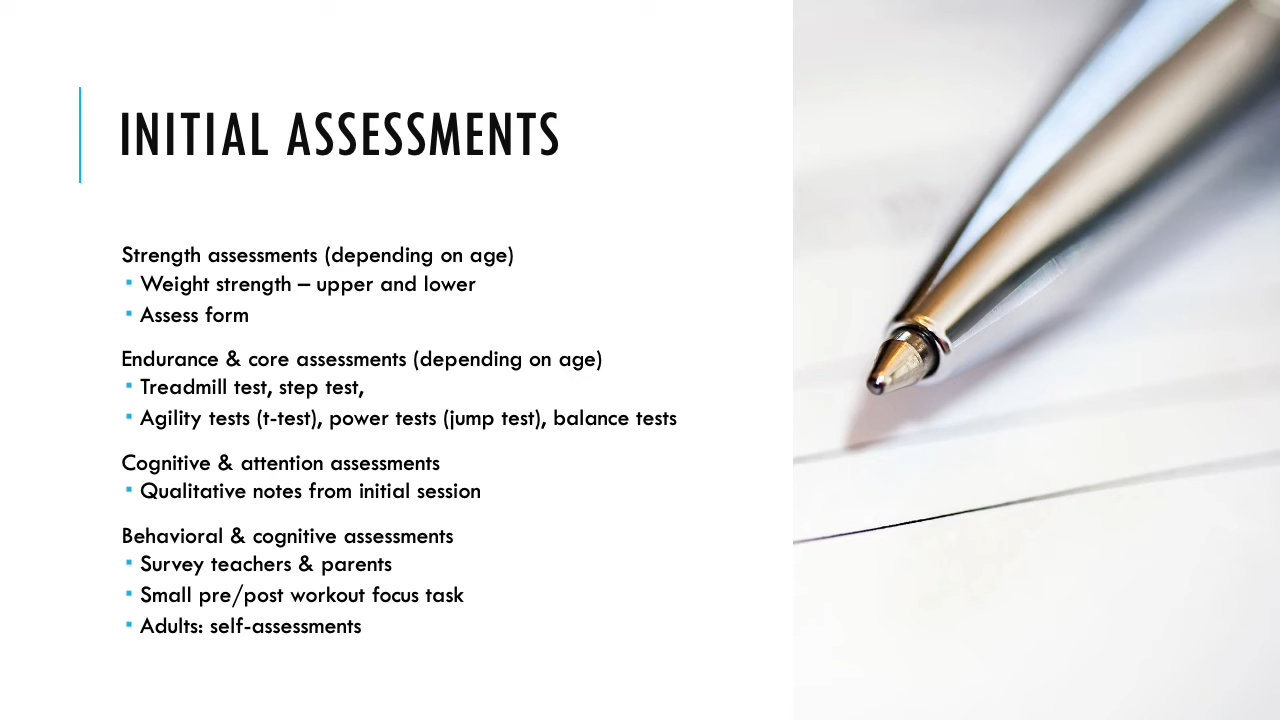 INITIAL ASSESSMENTS
Strength assessments (depending on age)
▪ Weight strength – upper and lower
▪ Assess form
Endurance & core assessments (depending on age)
▪ Treadmill test, step test,
▪ Agility tests (t-test), power tests (jump test), balance tests
Cognitive & attention assessments
▪ Qualitative notes from initial session
Behavioral & cognitive assessments
▪ Survey teachers & parents
▪ Small pre/post workout focus task
▪ Adults: self-assessments